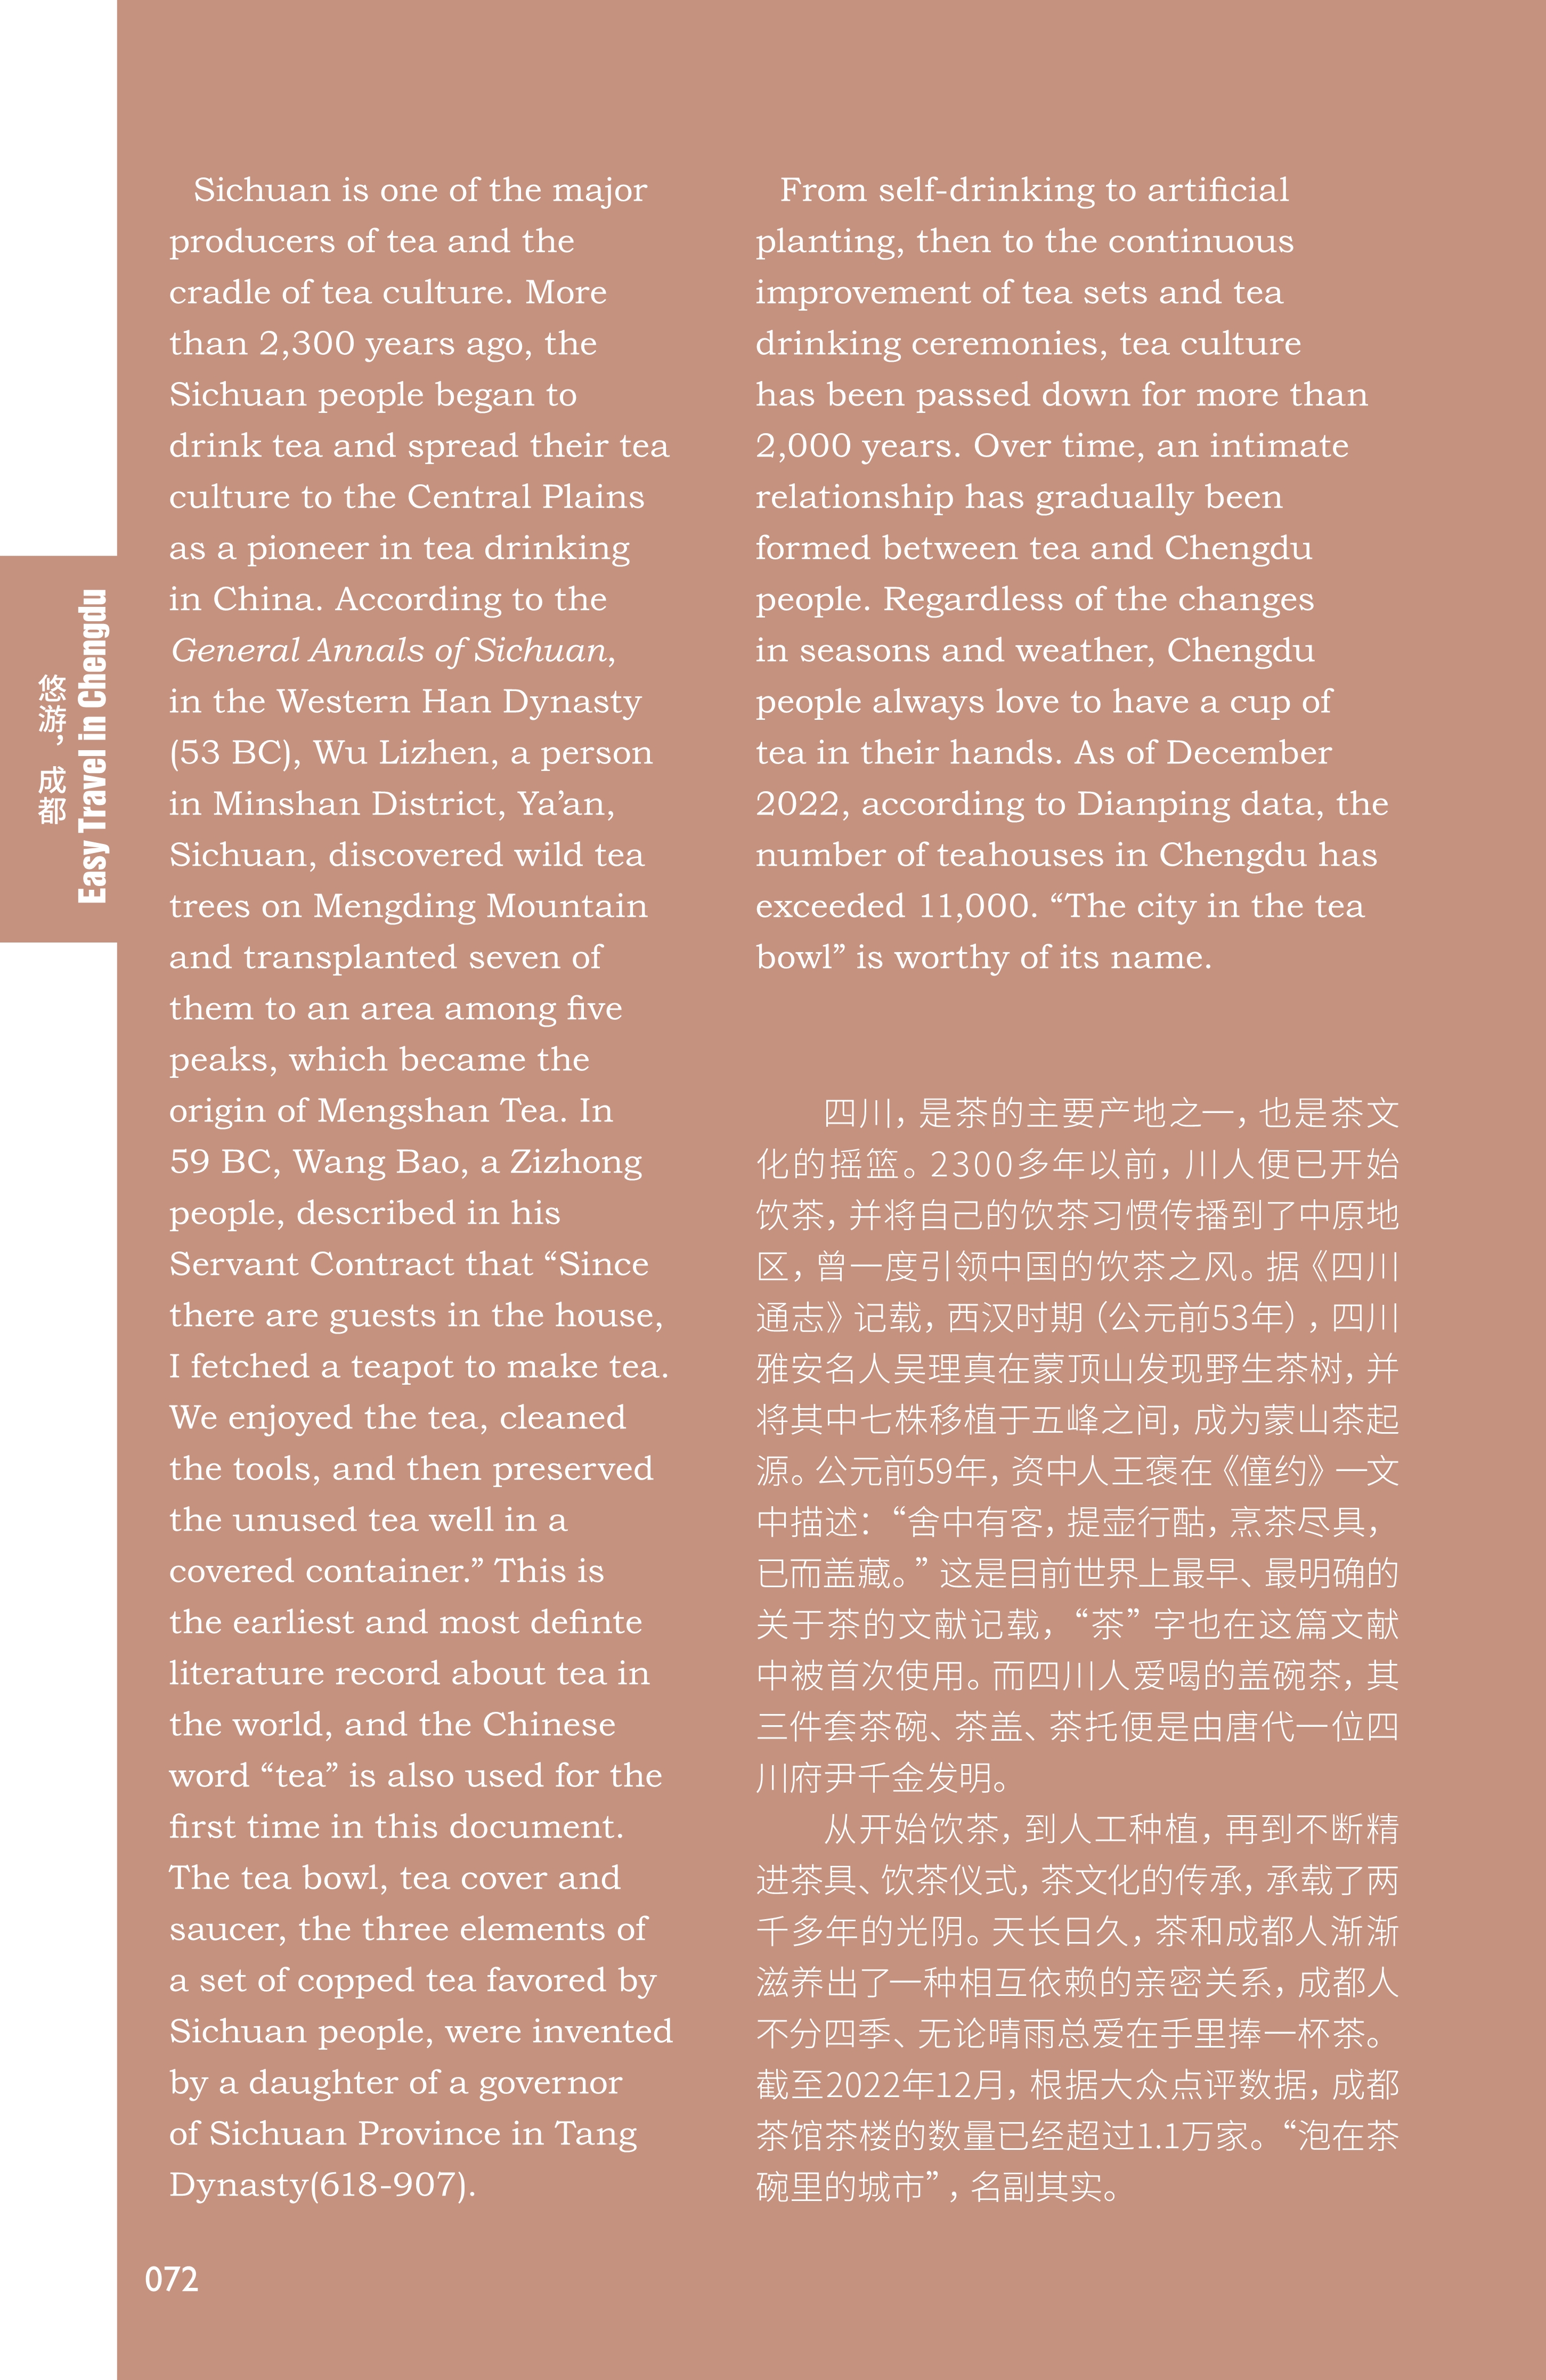 悠游，成都
Easy Travel in Chengdu
Sichuan is one of the major
producers of tea and the
cradle of tea culture. More
than 2,300 years ago, the
Sichuan people began to
drink tea and spread their tea
culture to the Central Plains
as a pioneer in tea drinking
in China. According to the
General Annals of Sichuan,
in the Western Han Dynasty
(53 BC), Wu Lizhen, a person
in Minshan District, Ya’an,
Sichuan, discovered wild tea
trees on Mengding Mountain
and transplanted seven of
them to an area among five
peaks, which became the
origin of Mengshan Tea. In
59 BC, Wang Bao, a Zizhong
people, described in his
Servant Contract that “Since
there are guests in the house,
I fetched a teapot to make tea.
We enjoyed the tea, cleaned
the tools, and then preserved
the unused tea well in a
covered container.” This is
the earliest and most definte
literature record about tea in
the world, and the Chinese
word “tea” is also used for the
first time in this document.
The tea bowl, tea cover and
saucer, the three elements of
a set of copped tea favored by
Sichuan people, were invented
by a daughter of a governor
of Sichuan Province in Tang
Dynasty(618-907).
From self-drinking to artificial
planting, then to the continuous
improvement of tea sets and tea
drinking ceremonies, tea culture
has been passed down for more than
2,000 years. Over time, an intimate
relationship has gradually been
formed between tea and Chengdu
people. Regardless of the changes
in seasons and weather, Chengdu
people always love to have a cup of
tea in their hands. As of December
2022, according to Dianping data, the
number of teahouses in Chengdu has
exceeded 11,000. “The city in the tea
bowl” is worthy of its name.
四川，是茶的主要产地之一，也是茶文
化的摇篮。2300多年以前，川人便已开始
饮茶，并将自己的饮茶习惯传播到了中原地
区，曾一度引领中国的饮茶之风。据《四川
通志》记载，西汉时期（公元前53年），四川
雅安名人吴理真在蒙顶山发现野生茶树，并
将其中七株移植于五峰之间，成为蒙山茶起
源。公元前59年，资中人王褒在《僮约》一文
中描述：“舍中有客，提壶行酤，烹茶尽具，
已而盖藏。”这是目前世界上最早、最明确的
关于茶的文献记载，“茶”字也在这篇文献
中被首次使用。而四川人爱喝的盖碗茶，其
三件套茶碗、茶盖、茶托便是由唐代一位四
川府尹千金发明。
从开始饮茶，到人工种植，再到不断精
进茶具、饮茶仪式，茶文化的传承，承载了两
千多年的光阴。天长日久，茶和成都人渐渐
滋养出了一种相互依赖的亲密关系，成都人
不分四季、无论晴雨总爱在手里捧一杯茶。
截至2022年12月，根据大众点评数据，成都
茶馆茶楼的数量已经超过1.1万家。“泡在茶
碗里的城市”，名副其实。
072